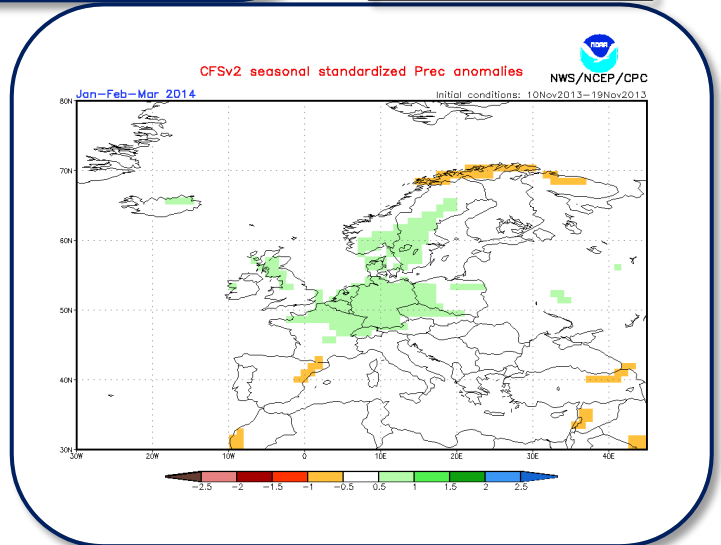 NOAA
CFSv2 seasonal standardized Prec anomalies
NWS/NCEP/CPC
Jan-Feb-Mar 2014
Initial conditions: 10Nov2013-19Nov2013
80N
70N
60N
50N
40N
30N
30W 20W 10W 0 10E 20E 30E 40E
-2.5 -2 -1.5 -1 -0.5 0.5 1 1.5 2 2.5